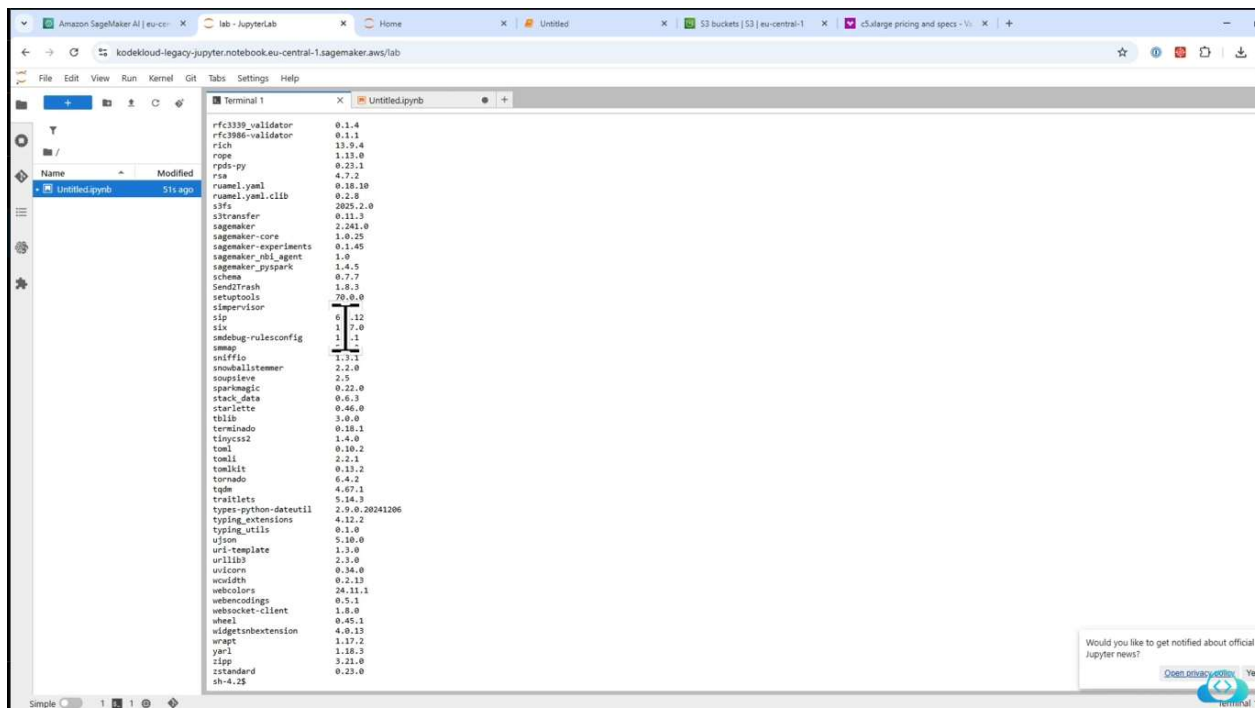 Amazon SageMaker AI | eu-cen
lab - JupyterLab
Home
Untitled
S3 buckets | S3 | eu-central-1
c5.xlarge pricing and specs - Va
kodekloud-legacy-jupyter.notebook.eu-central-1.sagemaker.aws/lab
File Edit View Run Kernel Git Tabs Settings Help
Terminal 1
Untitled.ipynb
/
Name Modified
Untitled.ipynb 51s ago
rfc3339_validator 0.1.4
rfc3986-validator 0.1.1
rich 13.9.4
rope 1.13.0
rpds-py 0.23.1
rsa 4.7.2
ruamel.yaml 0.18.10
ruamel.yaml.clib 0.2.8
s3fs 2025.2.0
s3transfer 0.11.3
sagemaker 2.241.0
sagemaker-core 1.0.25
sagemaker-experiments 0.1.45
sagemaker_nbi_agent 1.0
sagemaker_pyspark 1.4.5
schema 0.7.7
Send2Trash 1.8.3
setuptools 70.0.0
simpervisor
sip 6 .12
six 1 7.0
smdebug-rulesconfig 1 .1
smmap
sniffio 1.3.1
snowballstemmer 2.2.0
soupsieve 2.5
sparkmagic 0.22.0
stack_data 0.6.3
starlette 0.46.0
tblib 3.0.0
terminado 0.18.1
tinycss2 1.4.0
toml 0.10.2
tomli 2.2.1
tomlkit 0.13.2
tornado 6.4.2
tqdm 4.67.1
traitlets 5.14.3
types-python-dateutil 2.9.0.20241206
typing_extensions 4.12.2
typing_utils 0.1.0
ujson 5.10.0
uri-template 1.3.0
urllib3 2.3.0
uvicorn 0.34.0
wcwidth 0.2.13
webcolors 24.11.1
webencodings 0.5.1
websocket-client 1.8.0
wheel 0.45.1
widgetsnbextension 4.0.13
wrapt 1.17.2
yarl 1.18.3
zipp 3.21.0
zstandard 0.23.0
sh-4.2$
Would you like to get notified about official
Jupyter news?
Open privacy policy Ye
Simple 1 1
Terminal